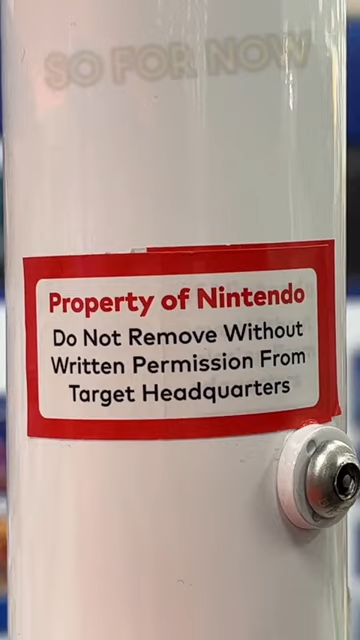 SO FOR NOW
Property of Nintendo
Do Not Remove Without
Written Permission From
Target Headquarters